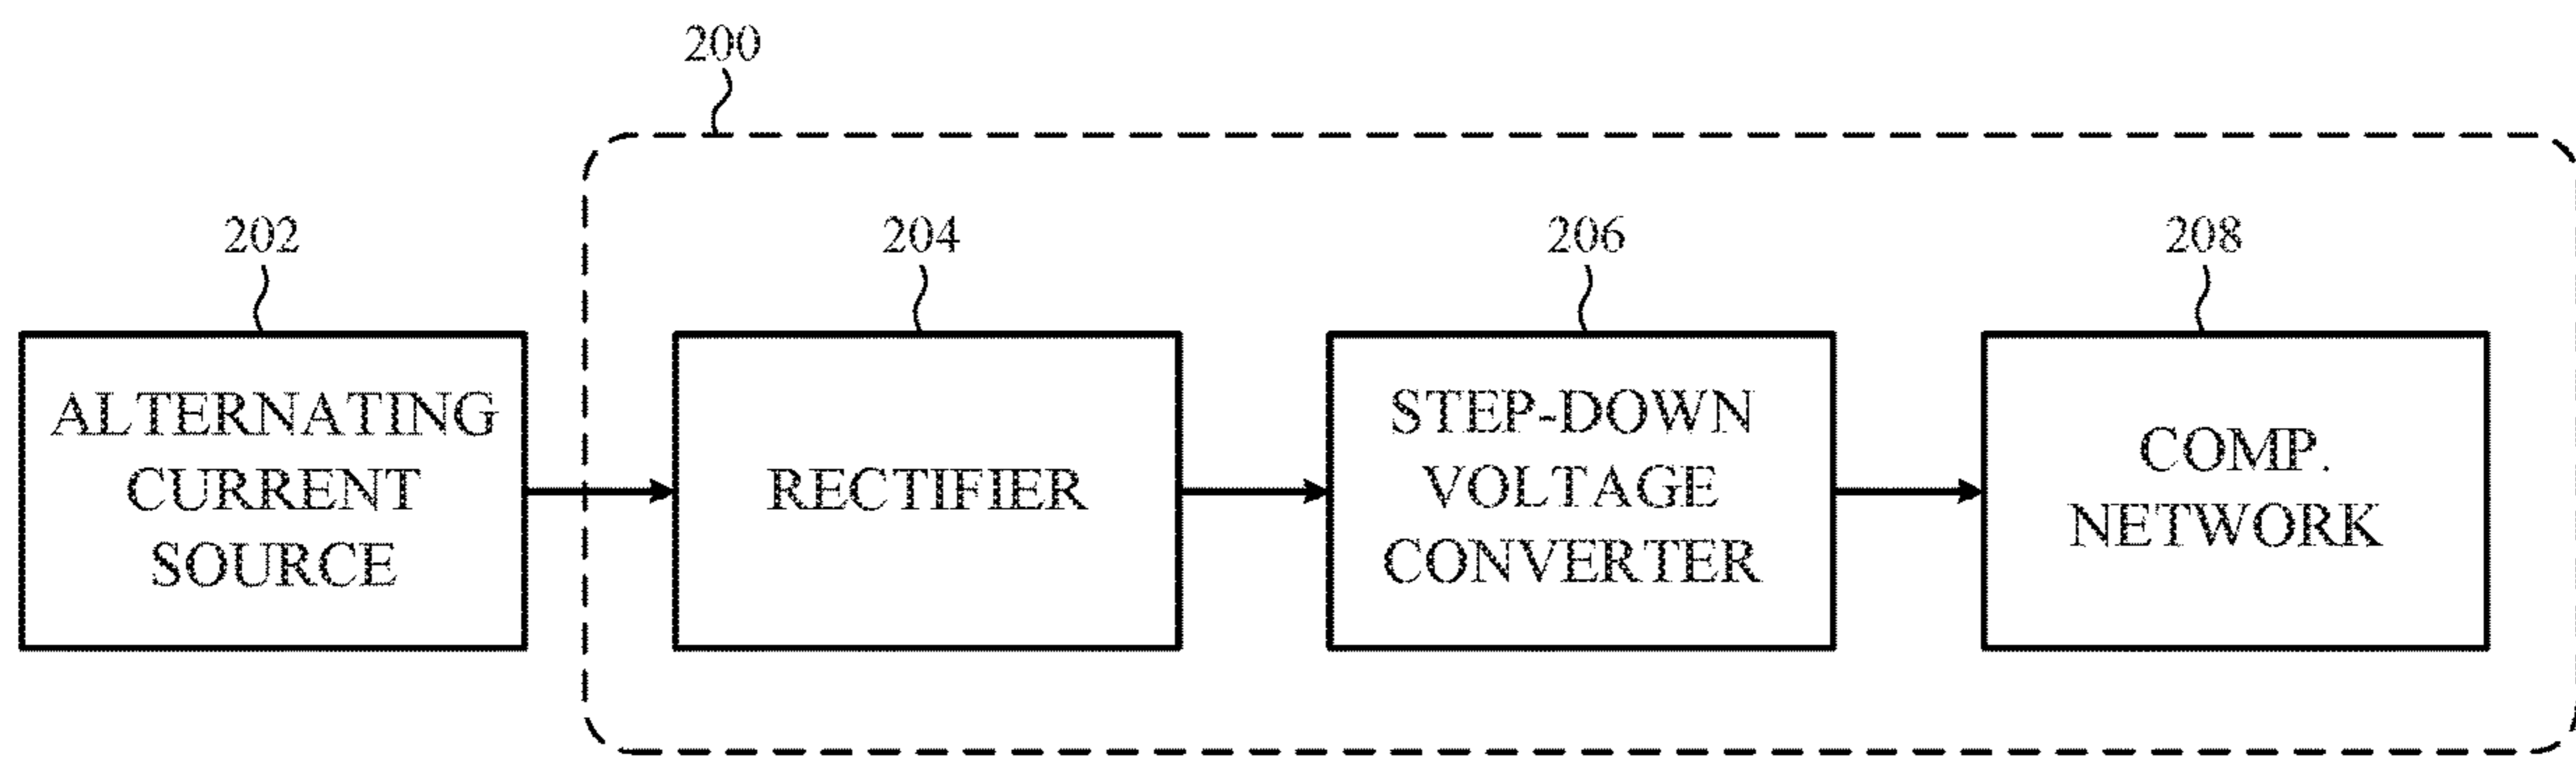 200
202
204
206
208
ALTERNATING
CURRENT
SOURCE
RECTIFIER
STEP-DOWN
VOLTAGE
CONVERTER
COMP.
NETWORK